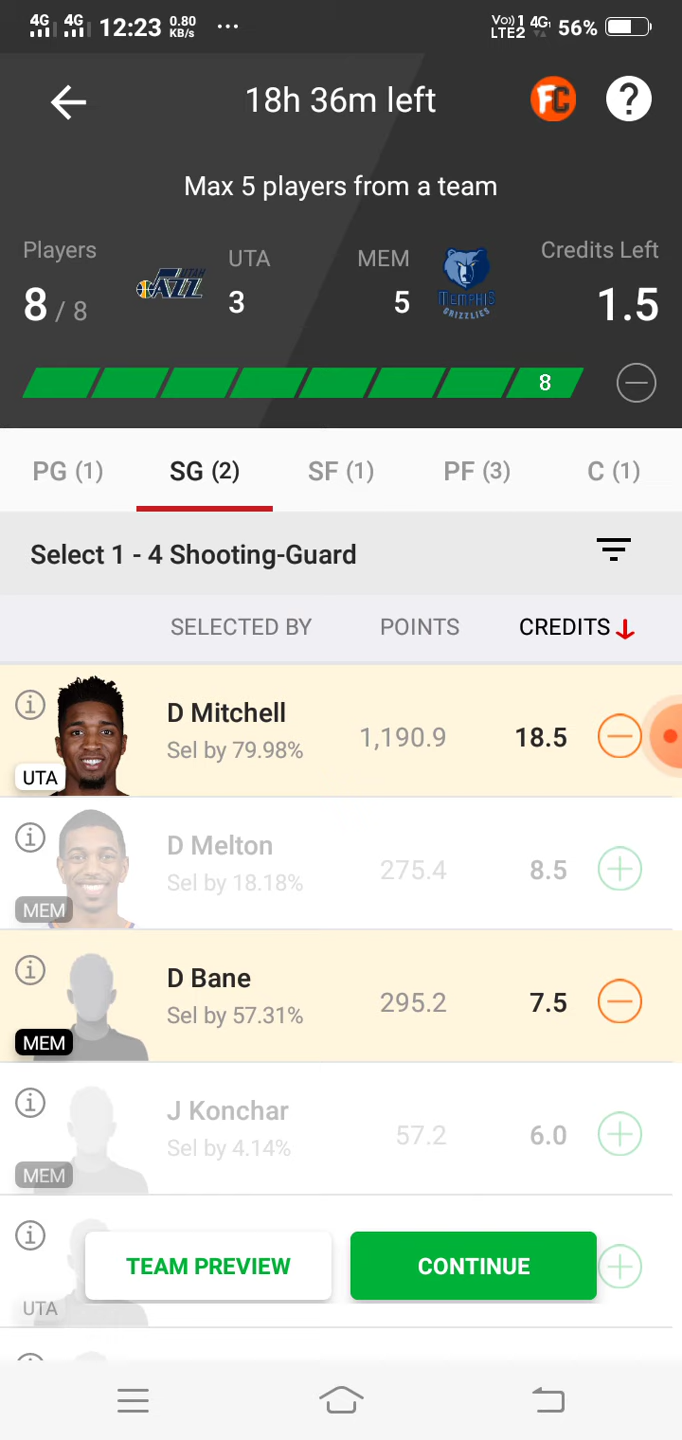 4G 4G 12:23 0.80 KB/s ... Vo)) 1 4G LTE2 56%
18h 36m left FC ?
Max 5 players from a team
Players UTA MEM Credits Left
8 / 8 UTAH JAZZ 3 5 MEMPHIS GRIZZLIES 1.5
8
PG (1) SG (2) SF (1) PF (3) C (1)
Select 1 - 4 Shooting-Guard
SELECTED BY POINTS CREDITS
D Mitchell
Sel by 79.98% 1,190.9 18.5
UTA
D Melton
Sel by 18.18% 275.4 8.5
MEM
D Bane
Sel by 57.31% 295.2 7.5
MEM
J Konchar
Sel by 4.14% 57.2 6.0
MEM
TEAM PREVIEW CONTINUE
UTA